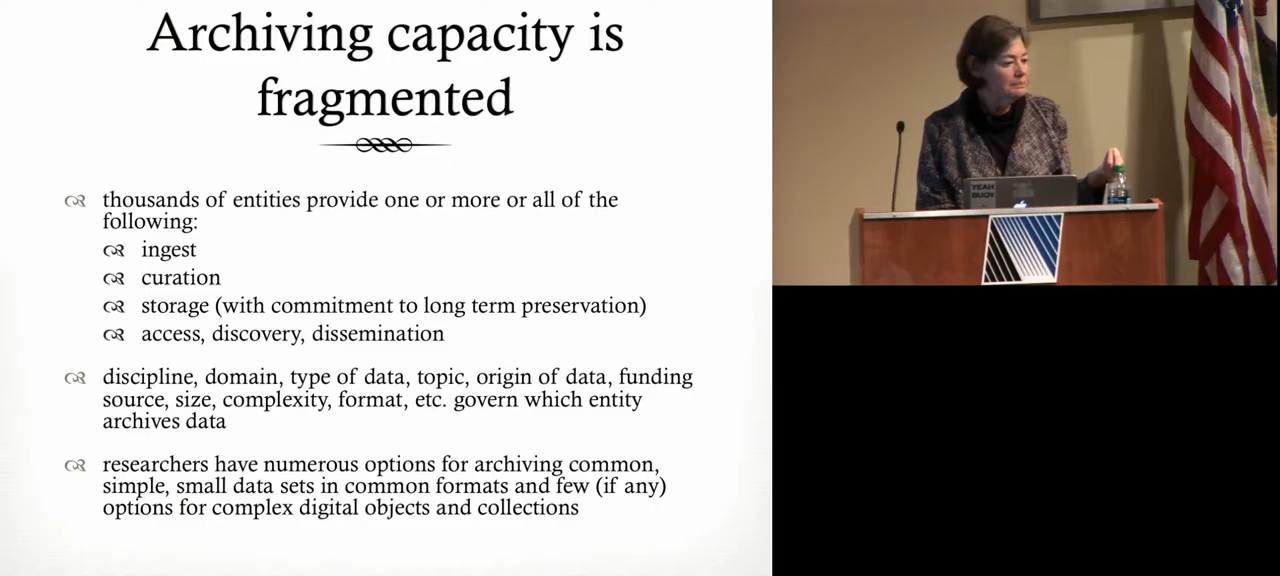 Archiving capacity is
fragmented
thousands of entities provide one or more or all of the
following:
ingest
curation
storage (with commitment to long term preservation)
access, discovery, dissemination
discipline, domain, type of data, topic, origin of data, funding
source, size, complexity, format, etc. govern which entity
archives data
researchers have numerous options for archiving common,
simple, small data sets in common formats and few (if any)
options for complex digital objects and collections
YEAH
BUOY